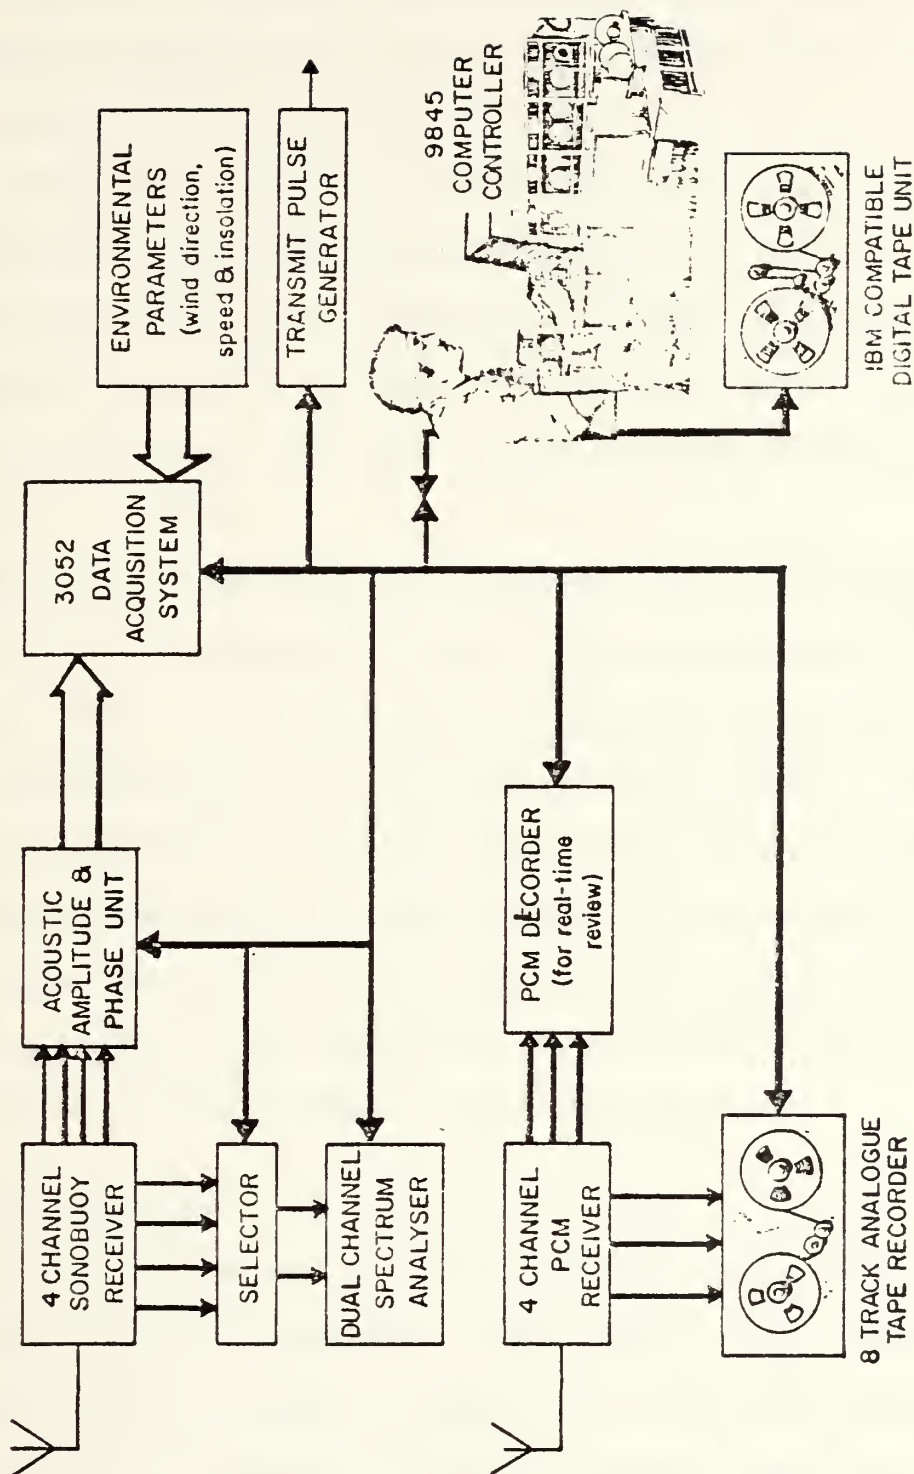 4 CHANNEL
SONOBUOY
RECEIVER
ACOUSTIC
AMPLITUDE &
PHASE UNIT
3052
DATA
ACQUISITION
SYSTEM
ENVIRONMENTAL
PARAMETERS
(wind direction,
speed & insolation)
SELECTOR
TRANSMIT PULSE
GENERATOR
DUAL CHANNEL
SPECTRUM
ANALYSER
9845
COMPUTER
CONTROLLER
4 CHANNEL
PCM
RECEIVER
PCM DECORDER
(for real-time
review)
8 TRACK ANALOGUE
TAPE RECORDER
IBM COMPATIBLE
DIGITAL TAPE UNIT